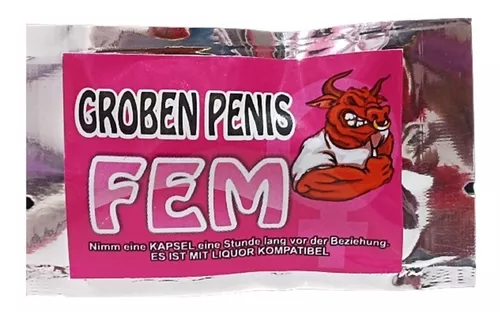 GROBEN PENIS
FEM
Nimm eine KAPSEL eine Stunde lang vor der Beziehung.
ES IST MIT LIQUOR KOMPATIBEL